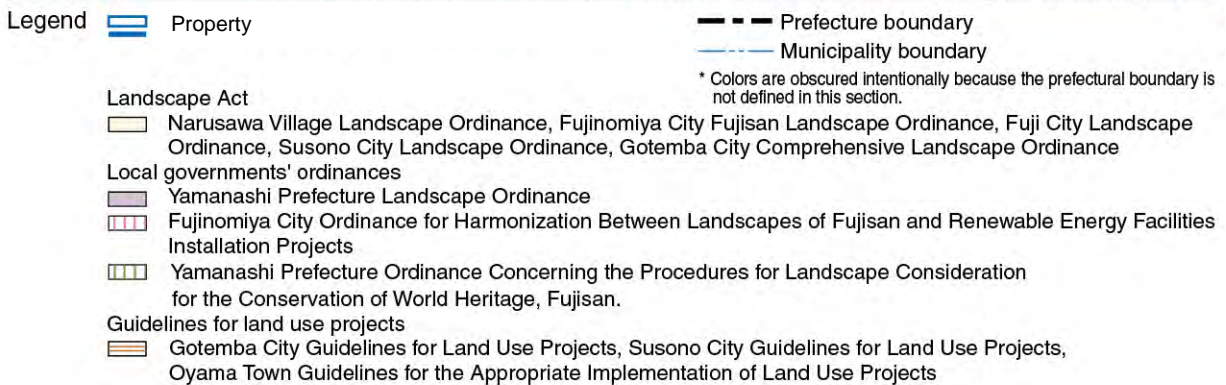 Legend Property
Prefecture boundary
Municipality boundary
* Colors are obscured intentionally because the prefectural boundary is
not defined in this section.
Landscape Act
Narusawa Village Landscape Ordinance, Fujinomiya City Fujisan Landscape Ordinance, Fuji City Landscape
Ordinance, Susono City Landscape Ordinance, Gotemba City Comprehensive Landscape Ordinance
Local governments' ordinances
Yamanashi Prefecture Landscape Ordinance
Fujinomiya City Ordinance for Harmonization Between Landscapes of Fujisan and Renewable Energy Facilities
Installation Projects
Yamanashi Prefecture Ordinance Concerning the Procedures for Landscape Consideration
for the Conservation of World Heritage, Fujisan.
Guidelines for land use projects
Gotemba City Guidelines for Land Use Projects, Susono City Guidelines for Land Use Projects,
Oyama Town Guidelines for the Appropriate Implementation of Land Use Projects